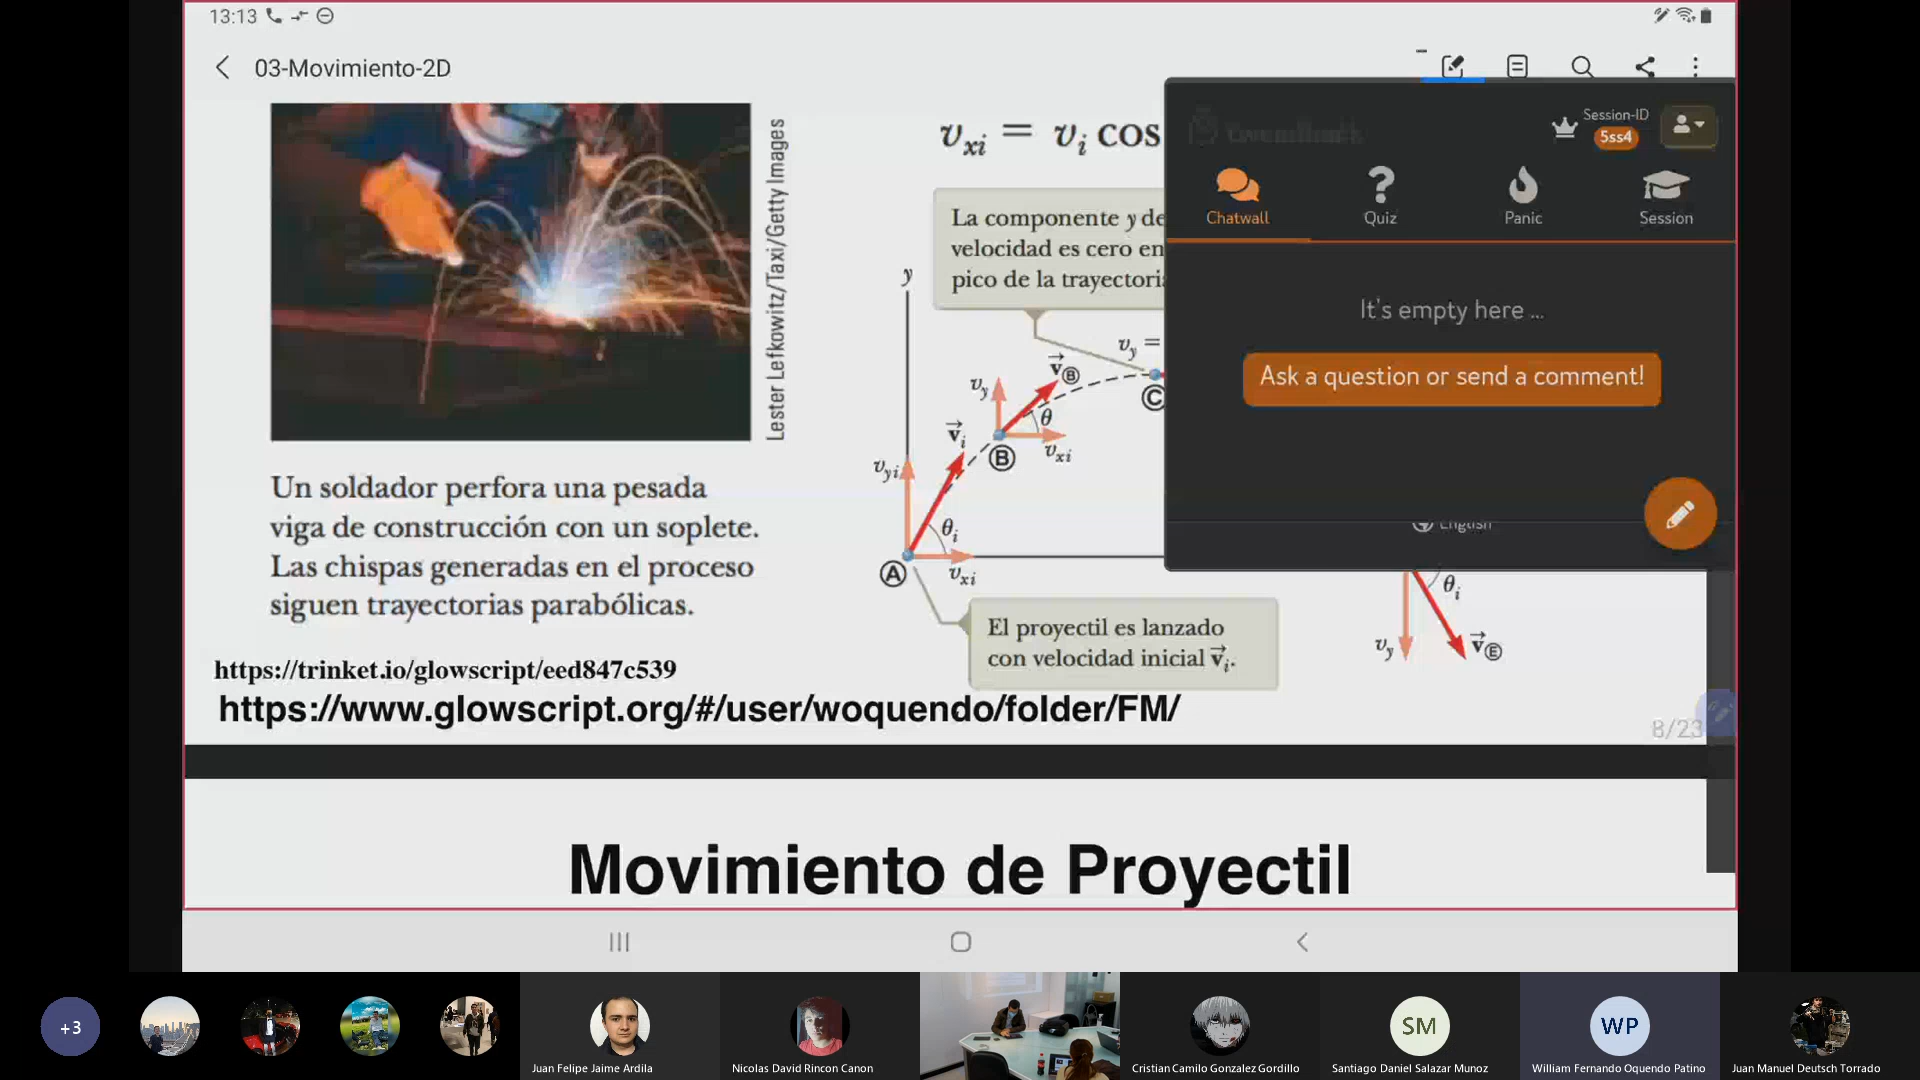 13:13
03-Movimiento-2D
Lester Lefkowitz/Taxi/Getty Images
Un soldador perfora una pesada
viga de construcción con un soplete.
Las chispas generadas en el proceso
siguen trayectorias parabólicas.
https://trinket.io/glowscript/eed847c539
https://www.glowscript.org/#/user/woquendo/folder/FM/
v_xi = v_i cos
La componente y de
velocidad es cero en
pico de la trayectoria
y
v_y =
v_y
v⃗Ⓑ
θ
Ⓑ
v_xi
Ⓒ
v⃗_i
v_yi
θ_i
Ⓐ
v_xi
El proyectil es lanzado
con velocidad inicial v⃗_i.
θ_i
v_y
v⃗Ⓔ
8/23
Session-ID
5ss4
Chatwall
Quiz
Panic
Session
It's empty here ...
Ask a question or send a comment!
English
Movimiento de Proyectil
+3
Juan Felipe Jaime Ardila
Nicolas David Rincon Canon
Cristian Camilo Gonzalez Gordillo
SM
Santiago Daniel Salazar Munoz
WP
William Fernando Oquendo Patino
Juan Manuel Deutsch Torrado